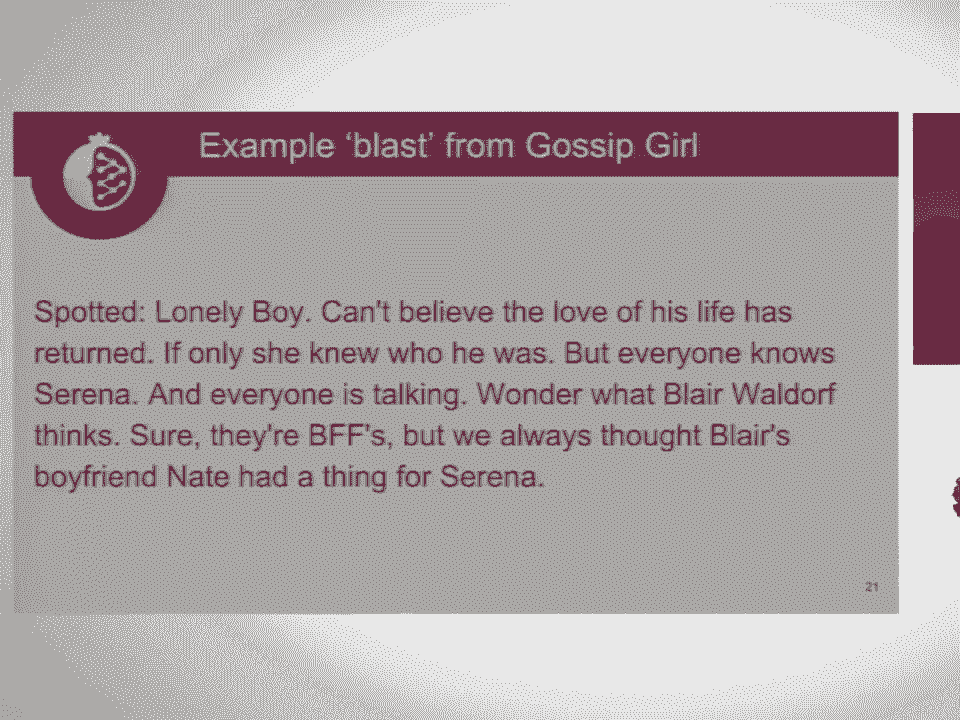 Example ‘blast’ from Gossip Girl
Spotted: Lonely Boy. Can't believe the love of his life has
returned. If only she knew who he was. But everyone knows
Serena. And everyone is talking. Wonder what Blair Waldorf
thinks. Sure, they're BFF's, but we always thought Blair's
boyfriend Nate had a thing for Serena.
21